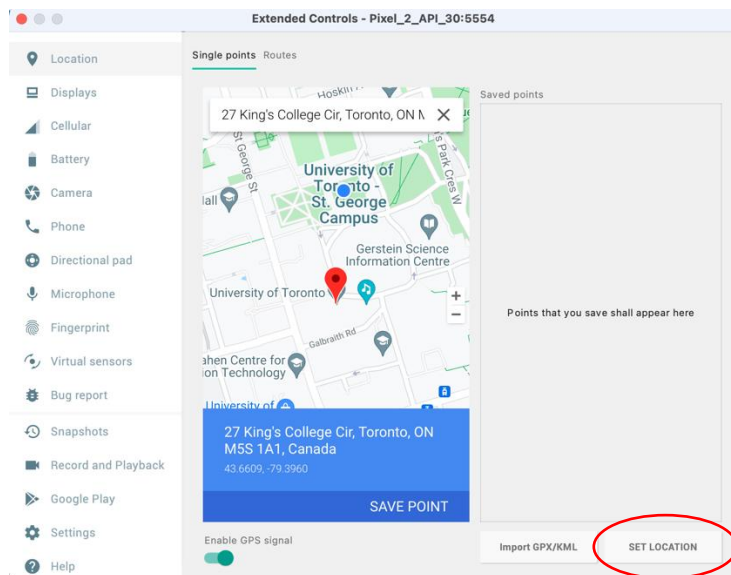 Extended Controls - Pixel_2_API_30:5554
Location
Displays
Cellular
Battery
Camera
Phone
Directional pad
Microphone
Fingerprint
Virtual sensors
Bug report
Snapshots
Record and Playback
Google Play
Settings
Help
Single points Routes
27 King's College Cir, Toronto, ON M
St George St
s Park Cres W
University of
Toronto -
St. George
Campus
Gerstein Science
Information Centre
University of Toronto
Galbraith Rd
ahen Centre for
ion Technology
University of
+
−
27 King's College Cir, Toronto, ON
M5S 1A1, Canada
43.6609, -79.3960
SAVE POINT
Enable GPS signal
Saved points
Points that you save shall appear here
Import GPX/KML
SET LOCATION